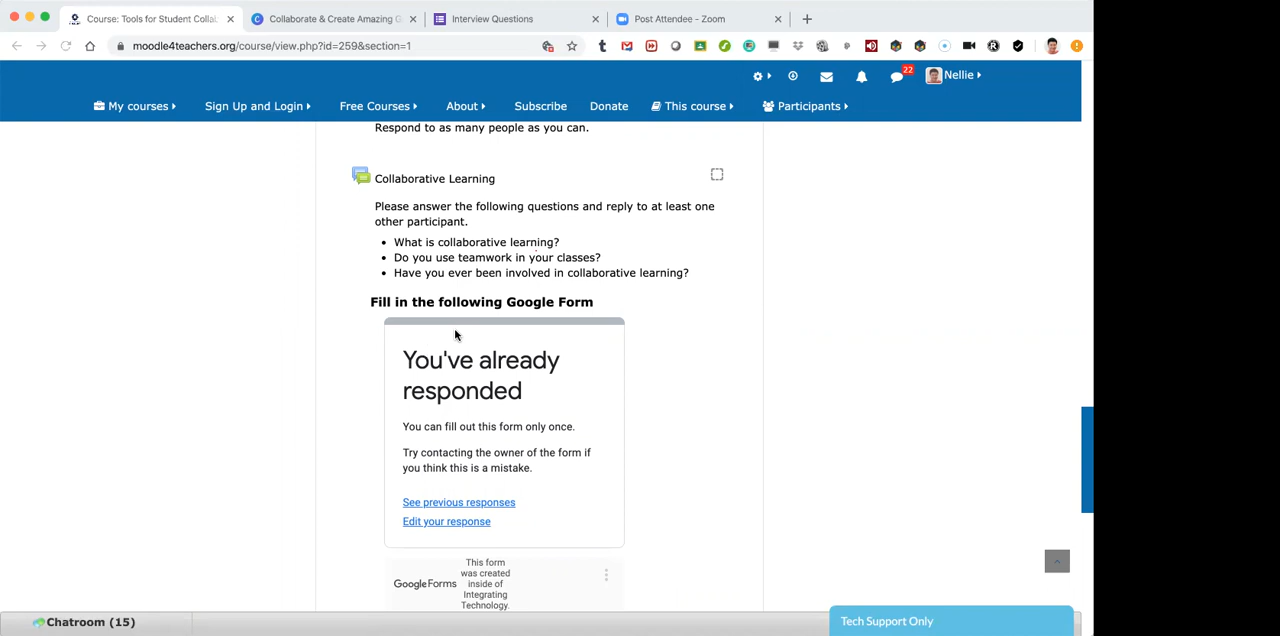 Course: Tools for Student Collab
Collaborate & Create Amazing G
Interview Questions
Post Attendee - Zoom
moodle4teachers.org/course/view.php?id=259&section=1
22
Nellie
My courses
Sign Up and Login
Free Courses
About
Subscribe
Donate
This course
Participants
Respond to as many people as you can.
Collaborative Learning
Please answer the following questions and reply to at least one
other participant.
• What is collaborative learning?
• Do you use teamwork in your classes?
• Have you ever been involved in collaborative learning?
Fill in the following Google Form
You've already
responded
You can fill out this form only once.
Try contacting the owner of the form if
you think this is a mistake.
See previous responses
Edit your response
Google Forms
This form
was created
inside of
Integrating
Technology.
Chatroom (15)
Tech Support Only